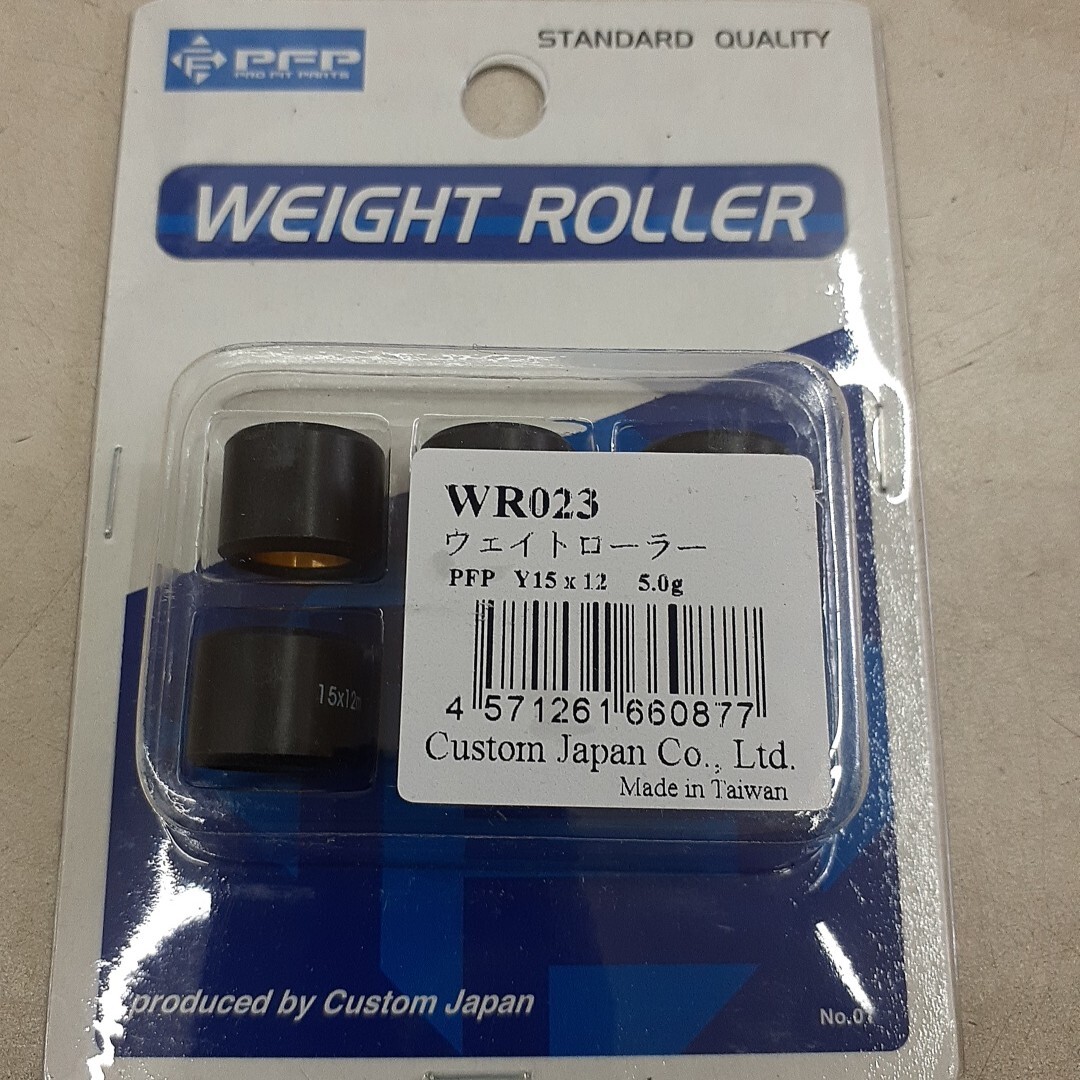 PFP
PRO FIT PARTS
STANDARD QUALITY
WEIGHT ROLLER
WR023
ウェイトローラー
PFP Y15 x 12 5.0g
15x12m
4 571261 660877
Custom Japan Co., Ltd.
Made in Taiwan
produced by Custom Japan